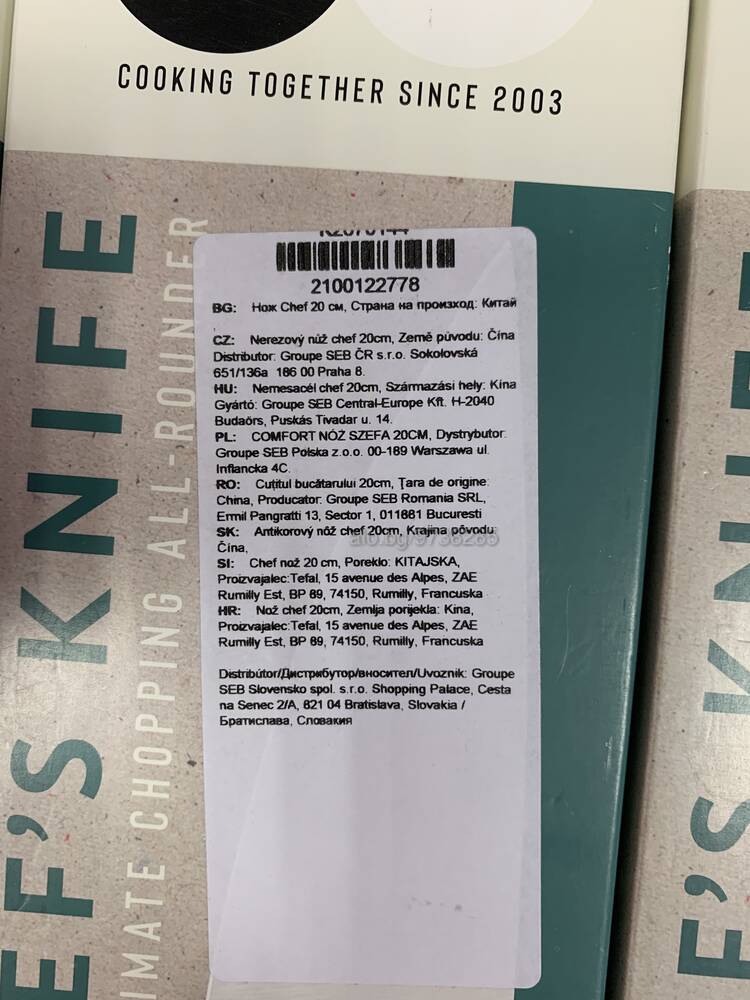 COOKING TOGETHER SINCE 2003
EF'S KNIFE
IMATE CHOPPING ALL-ROUNDER
2100122778
BG: Нож Chef 20 см, Страна на произход: Китай
CZ: Nerezový nůž chef 20cm, Země původu: Čína
Distributor: Groupe SEB ČR s.r.o. Sokolovská
651/136a 186 00 Praha 8.
HU: Nemesacél chef 20cm, Származási hely: Kína
Gyártó: Groupe SEB Central-Europe Kft. H-2040
Budaörs, Puskás Tivadar u. 14.
PL: COMFORT NÓŻ SZEFA 20CM, Dystrybutor:
Groupe SEB Polska z.o.o. 00-189 Warszawa ul.
Inflancka 4C.
RO: Cuțitul bucătarului 20cm, Țara de origine:
China, Producator: Groupe SEB Romania SRL,
Ermil Pangratti 13, Sector 1, 011881 Bucuresti
SK: Antikorový nôž chef 20cm, Krajina pôvodu:
Čína,
SI: Chef nož 20 cm, Poreklo: KITAJSKA,
Proizvajalec:Tefal, 15 avenue des Alpes, ZAE
Rumilly Est, BP 89, 74150, Rumilly, Francuska
HR: Nož chef 20cm, Zemlja porijekla: Kina,
Proizvajalec:Tefal, 15 avenue des Alpes, ZAE
Rumilly Est, BP 89, 74150, Rumilly, Francuska
Distribútor/Дистрибутор/вносител/Uvoznik: Groupe
SEB Slovensko spol. s.r.o. Shopping Palace, Cesta
na Senec 2/A, 821 04 Bratislava, Slovakia /
Братислава, Словакия
E'S KN